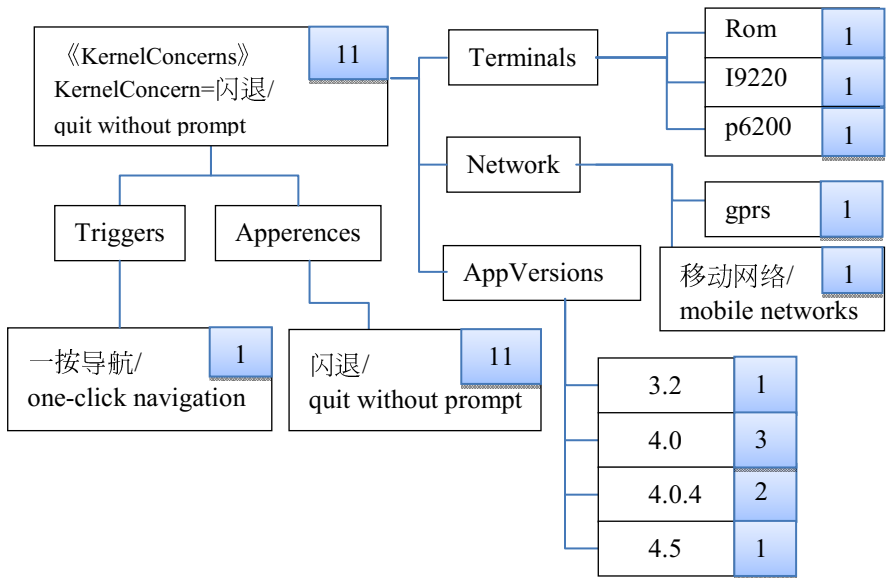 《KernelConcerns》
KernelConcern=闪退/
quit without prompt
11
Terminals
Rom
1
I9220
1
p6200
1
Network
gprs
1
移动网络/
mobile networks
1
Triggers
Apperences
AppVersions
一按导航/
one-click navigation
1
闪退/
quit without prompt
11
3.2
1
4.0
3
4.0.4
2
4.5
1